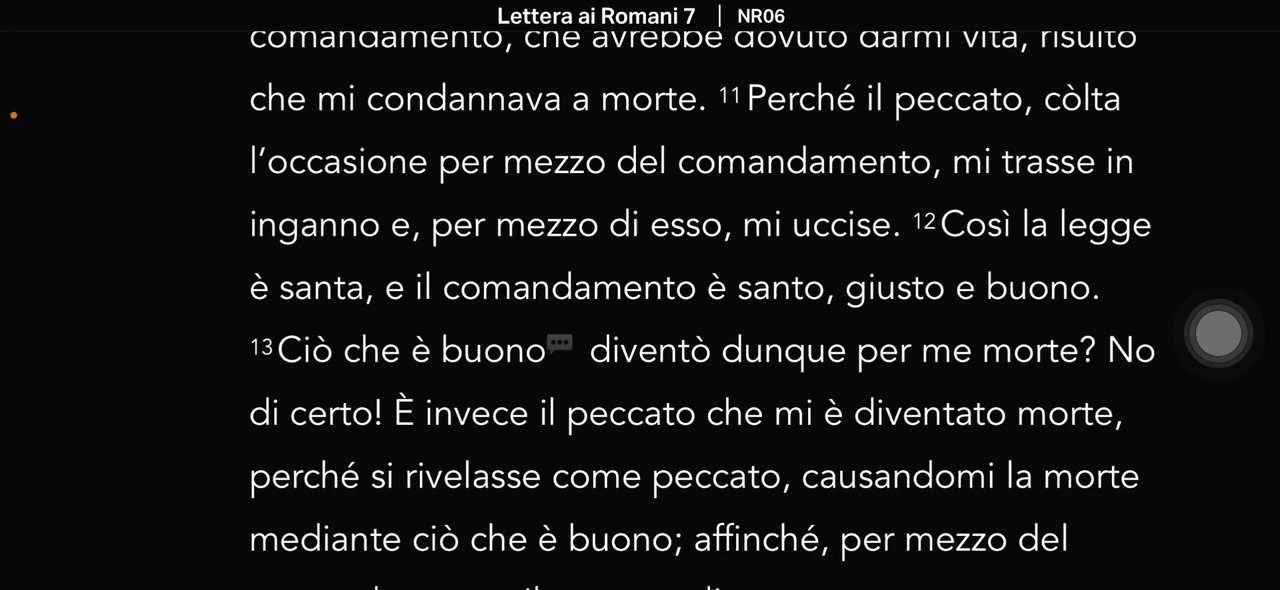 Lettera ai Romani 7 | NR06
comandamento, che avrebbe dovuto darmi vita, risultò
che mi condannava a morte. 11 Perché il peccato, còlta
l’occasione per mezzo del comandamento, mi trasse in
inganno e, per mezzo di esso, mi uccise. 12 Così la legge
è santa, e il comandamento è santo, giusto e buono.
13 Ciò che è buono diventò dunque per me morte? No
di certo! È invece il peccato che mi è diventato morte,
perché si rivelasse come peccato, causandomi la morte
mediante ciò che è buono; affinché, per mezzo del